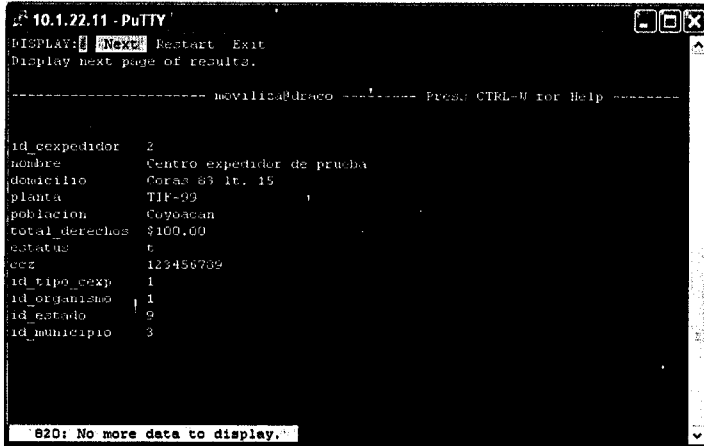 10.1.22.11 - PuTTY
DISPLAY: Next Restart Exit
Display next page of results.
----------------------- moviliza@draco --------- Press CTRL-W for Help --------
id_cexpedidor 2
nombre Centro expedidor de prueba
domicilio Coras 83 lt. 15
planta TIF-99
poblacion Coyoacan
total_derechos $100.00
estatus t
ccz 123456789
id_tipo_cexp 1
id_organismo 1
id_estado 9
id_municipio 3
820: No more data to display.